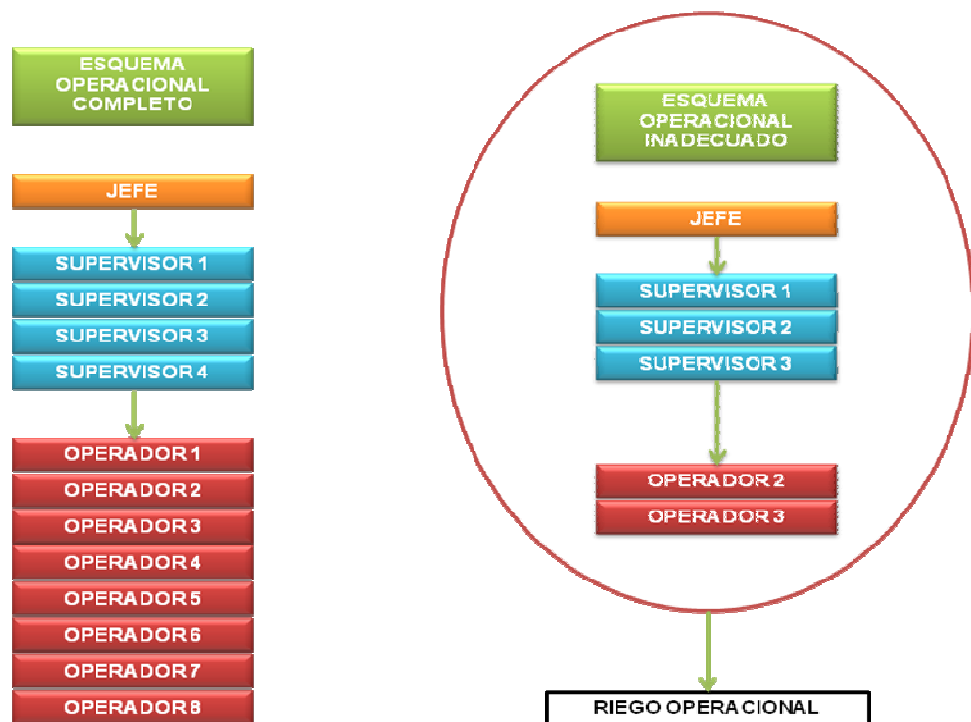 ESQUEMA
OPERACIONAL
COMPLETO
JEFE
SUPERVISOR 1
SUPERVISOR 2
SUPERVISOR 3
SUPERVISOR 4
OPERADOR 1
OPERADOR 2
OPERADOR 3
OPERADOR 4
OPERADOR 5
OPERADOR 6
OPERADOR 7
OPERADOR 8
ESQUEMA
OPERACIONAL
INADECUADO
JEFE
SUPERVISOR 1
SUPERVISOR 2
SUPERVISOR 3
OPERADOR 2
OPERADOR 3
RIEGO OPERACIONAL